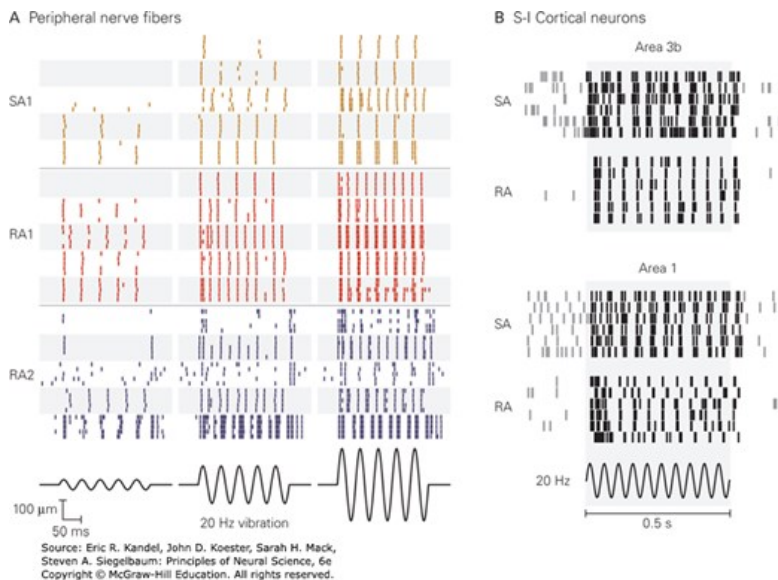 A Peripheral nerve fibers
SA1
RA1
RA2
100 µm
50 ms
20 Hz vibration
B S-I Cortical neurons
Area 3b
SA
RA
Area 1
SA
RA
20 Hz
0.5 s
Source: Eric R. Kandel, John D. Koester, Sarah H. Mack,
Steven A. Siegelbaum: Principles of Neural Science, 6e
Copyright © McGraw-Hill Education. All rights reserved.